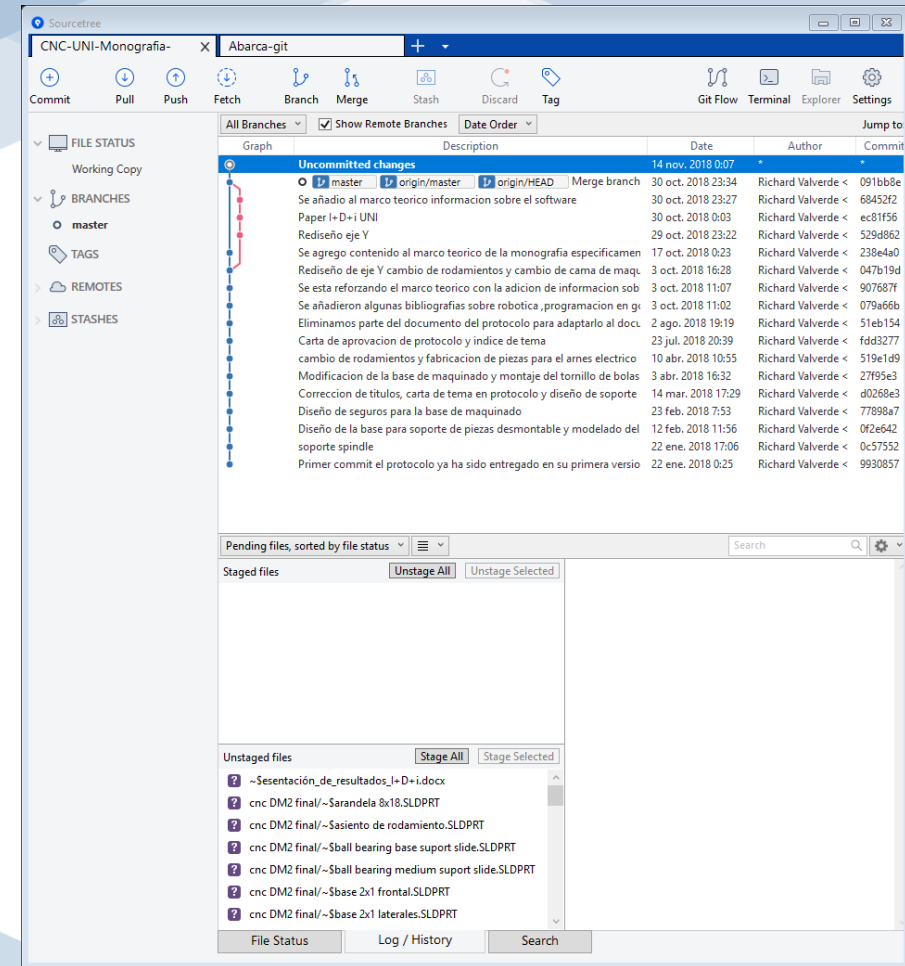 Sourcetree
CNC-UNI-Monografia- X Abarca-git + 
Commit Pull Push Fetch Branch Merge Stash Discard Tag Git Flow Terminal Explorer Settings
All Branches Show Remote Branches Date Order Jump to:
Graph Description Date Author Commit
Uncommitted changes 14 nov. 2018 0:07 * *
master origin/master origin/HEAD Merge branch 30 oct. 2018 23:34 Richard Valverde < 091bb8e
Se añadio al marco teorico informacion sobre el software 30 oct. 2018 23:27 Richard Valverde < 68452f2
Paper I+D+i UNI 30 oct. 2018 0:03 Richard Valverde < ec81f56
Rediseño eje Y 29 oct. 2018 23:22 Richard Valverde < 529d862
Se agrego contenido al marco teorico de la monografia especificamen 17 oct. 2018 0:23 Richard Valverde < 238e4a0
Rediseño de eje Y cambio de rodamientos y cambio de cama de maqu 3 oct. 2018 16:28 Richard Valverde < 047b19d
Se esta reforzando el marco teorico con la adicion de informacion sob 3 oct. 2018 11:07 Richard Valverde < 907687f
Se añadieron algunas bibliografias sobre robotica ,programacion en go 3 oct. 2018 11:02 Richard Valverde < 079a66b
Eliminamos parte del documento del protocolo para adaptarlo al docu 2 ago. 2018 19:19 Richard Valverde < 51eb154
Carta de aprovacion de protocolo y indice de tema 23 jul. 2018 20:39 Richard Valverde < fdd3277
cambio de rodamientos y fabricacion de piezas para el arnes electrico 10 abr. 2018 10:55 Richard Valverde < 519e1d9
Modificacion de la base de maquinado y montaje del tornillo de bolas 3 abr. 2018 16:32 Richard Valverde < 27f95e3
Correccion de titulos, carta de tema en protocolo y diseño de soporte 14 mar. 2018 17:29 Richard Valverde < d0268e3
Diseño de seguros para la base de maquinado 23 feb. 2018 7:53 Richard Valverde < 77898a7
Diseño de la base para soporte de piezas desmontable y modelado del 12 feb. 2018 11:56 Richard Valverde < 0f2e642
soporte spindle 22 ene. 2018 17:06 Richard Valverde < 0c57552
Primer commit el protocolo ya ha sido entregado en su primera versio 22 ene. 2018 0:25 Richard Valverde < 9930857
FILE STATUS
Working Copy
BRANCHES
master
TAGS
REMOTES
STASHES
Pending files, sorted by file status Search
Staged files Unstage All Unstage Selected
Unstaged files Stage All Stage Selected
? ~$esentación_de_resultados_I+D+i.docx
? cnc DM2 final/~$arandela 8x18.SLDPRT
? cnc DM2 final/~$asiento de rodamiento.SLDPRT
? cnc DM2 final/~$ball bearing base suport slide.SLDPRT
? cnc DM2 final/~$ball bearing medium suport slide.SLDPRT
? cnc DM2 final/~$base 2x1 frontal.SLDPRT
? cnc DM2 final/~$base 2x1 laterales.SLDPRT
File Status Log / History Search